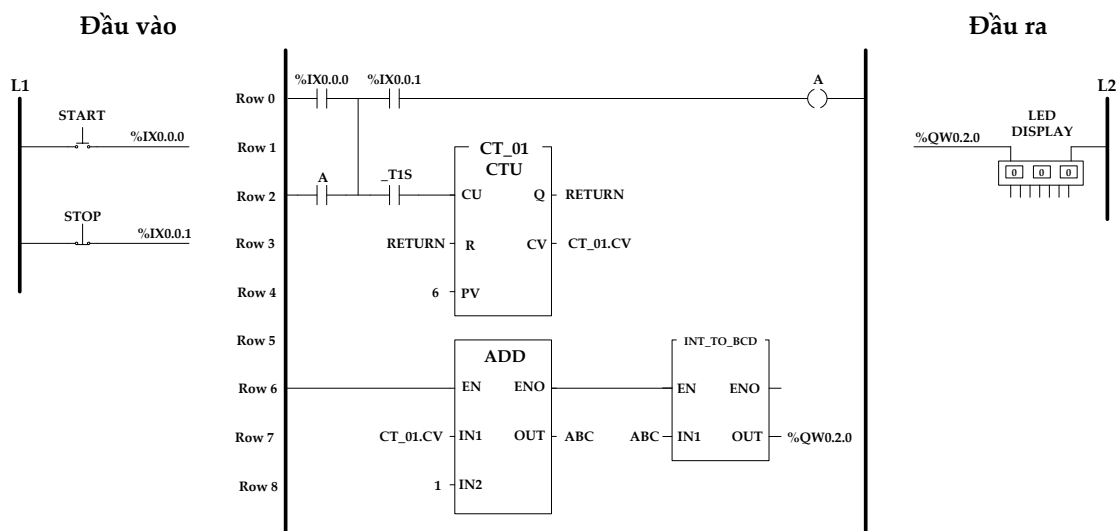 Đầu vào
Đầu ra
L1
START
%IX0.0.0
STOP
%IX0.0.1
Row 0
%IX0.0.0
%IX0.0.1
A
Row 1
CT_01
CTU
Row 2
A
_T1S
CU
Q
RETURN
Row 3
RETURN
R
CV
CT_01.CV
Row 4
6
PV
Row 5
ADD
INT_TO_BCD
Row 6
EN
ENO
EN
ENO
Row 7
CT_01.CV
IN1
OUT
ABC
ABC
IN1
OUT
%QW0.2.0
Row 8
1
IN2
L2
LED
DISPLAY
%QW0.2.0
0 0 0